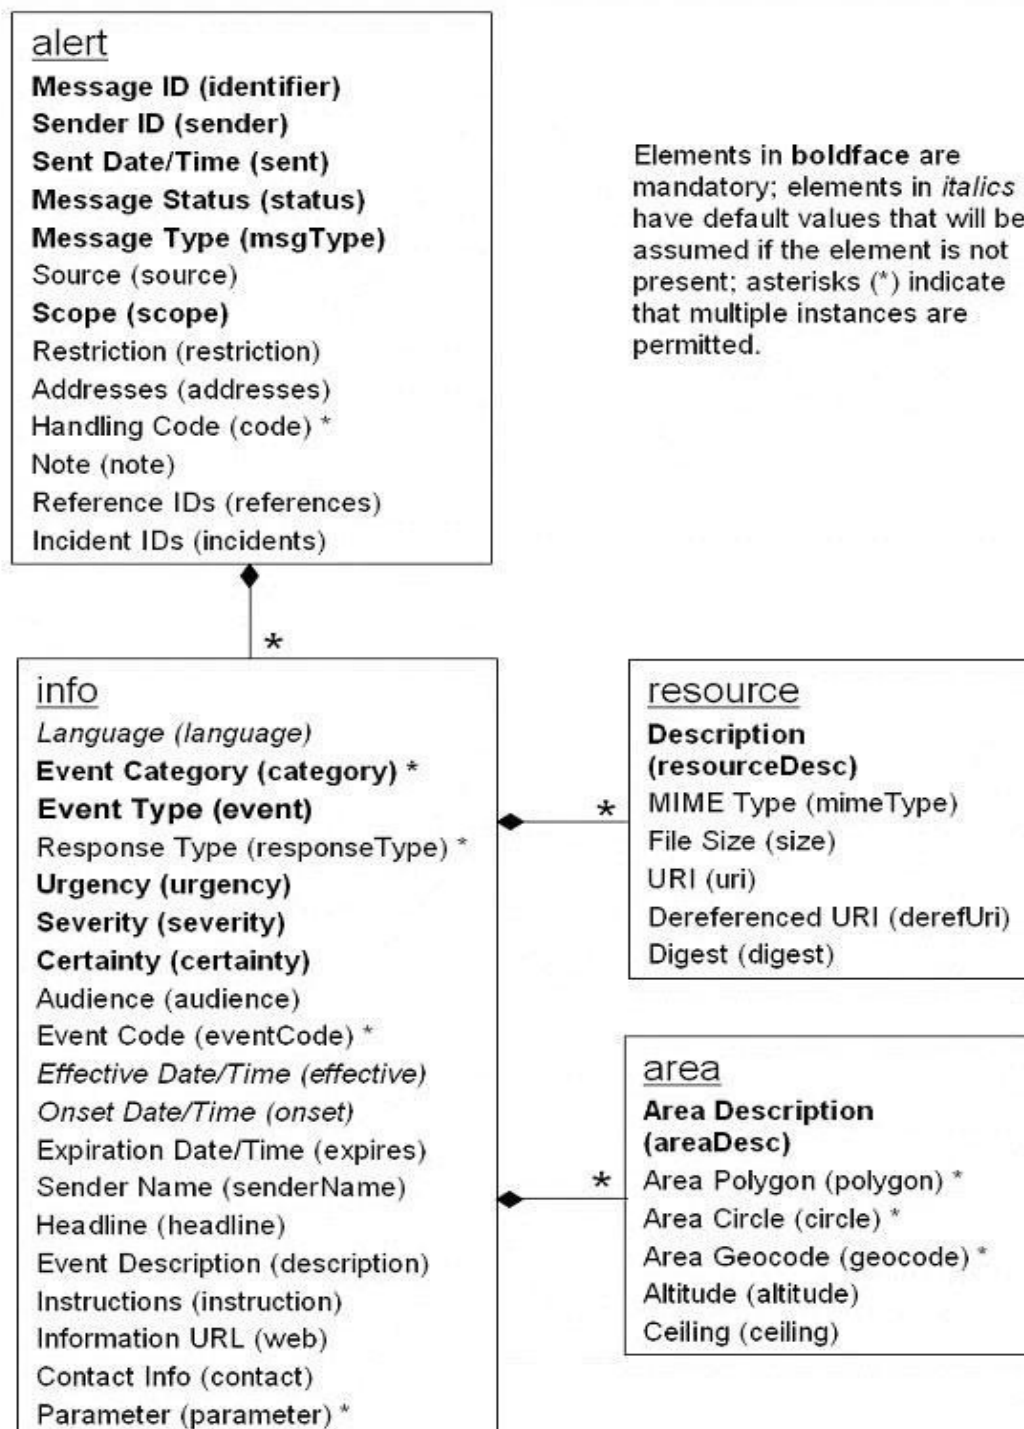 alert
Message ID (identifier)
Sender ID (sender)
Sent Date/Time (sent)
Message Status (status)
Message Type (msgType)
Source (source)
Scope (scope)
Restriction (restriction)
Addresses (addresses)
Handling Code (code) *
Note (note)
Reference IDs (references)
Incident IDs (incidents)
Elements in boldface are
mandatory; elements in italics
have default values that will be
assumed if the element is not
present; asterisks (*) indicate
that multiple instances are
permitted.
*
info
Language (language)
Event Category (category) *
Event Type (event)
Response Type (responseType) *
Urgency (urgency)
Severity (severity)
Certainty (certainty)
Audience (audience)
Event Code (eventCode) *
Effective Date/Time (effective)
Onset Date/Time (onset)
Expiration Date/Time (expires)
Sender Name (senderName)
Headline (headline)
Event Description (description)
Instructions (instruction)
Information URL (web)
Contact Info (contact)
Parameter (parameter) *
*
resource
Description
(resourceDesc)
MIME Type (mimeType)
File Size (size)
URI (uri)
Dereferenced URI (derefUri)
Digest (digest)
*
area
Area Description
(areaDesc)
Area Polygon (polygon) *
Area Circle (circle) *
Area Geocode (geocode) *
Altitude (altitude)
Ceiling (ceiling)